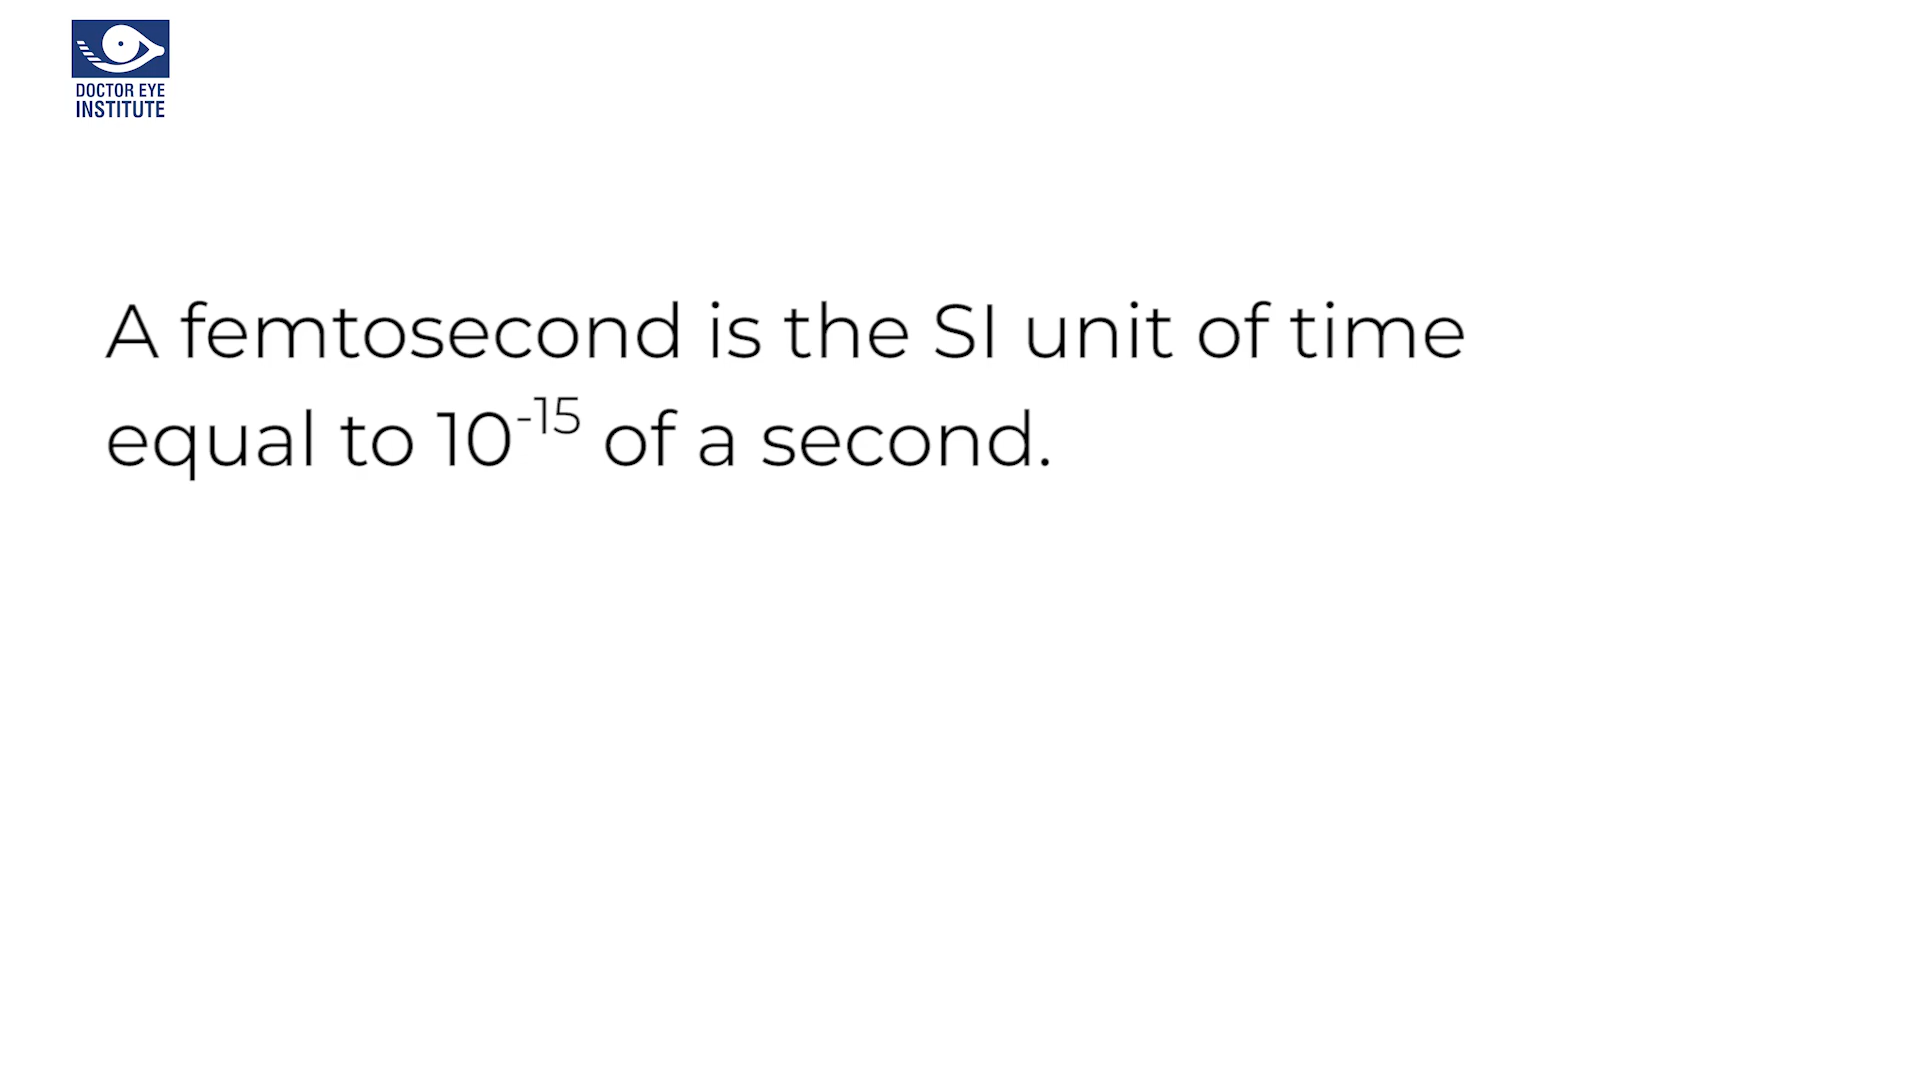 DOCTOR EYE
INSTITUTE
A femtosecond is the SI unit of time
equal to 10⁻¹⁵ of a second.